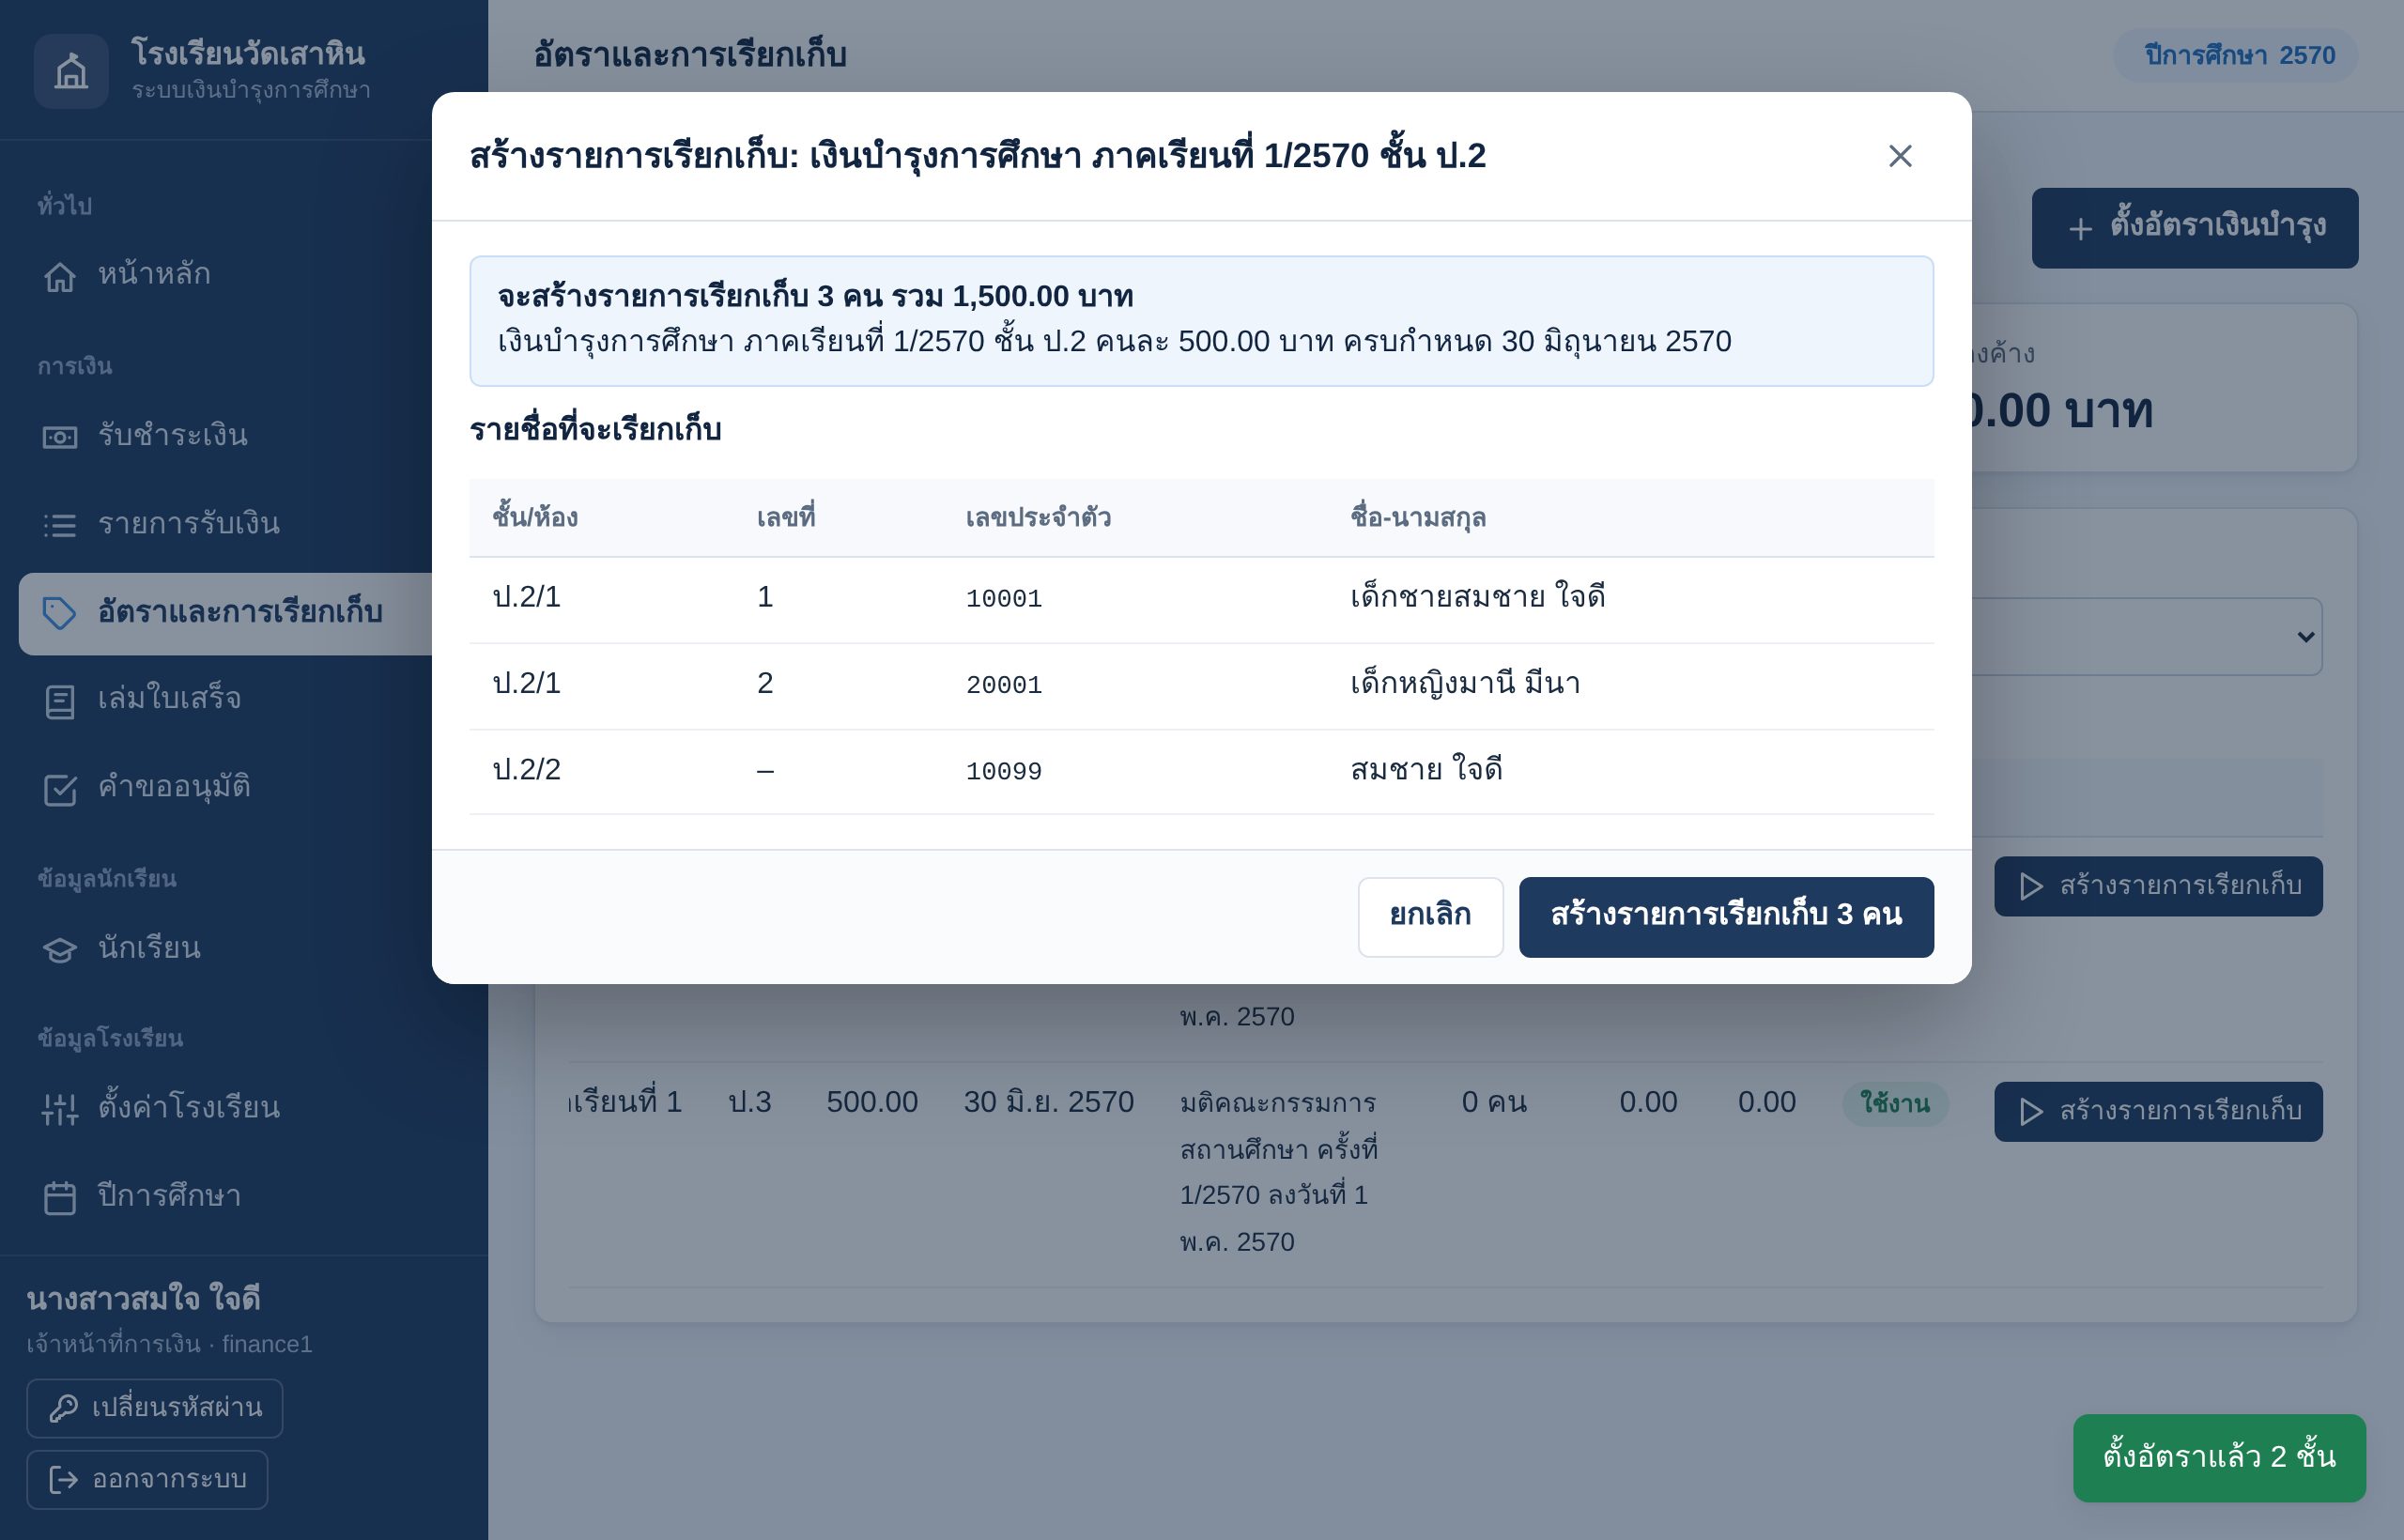 โรงเรียนวัดเสาหิน
ระบบเงินบำรุงการศึกษา
ทั่วไป
หน้าหลัก
การเงิน
รับชำระเงิน
รายการรับเงิน
อัตราและการเรียกเก็บ
เล่มใบเสร็จ
คำขออนุมัติ
ข้อมูลนักเรียน
นักเรียน
ข้อมูลโรงเรียน
ตั้งค่าโรงเรียน
ปีการศึกษา
นางสาวสมใจ ใจดี
เจ้าหน้าที่การเงิน · finance1
เปลี่ยนรหัสผ่าน
ออกจากระบบ
อัตราและการเรียกเก็บ
ปีการศึกษา 2570
ตั้งอัตราเงินบำรุง
0.00 บาท
สร้างรายการเรียกเก็บ: เงินบำรุงการศึกษา ภาคเรียนที่ 1/2570 ชั้น ป.2
จะสร้างรายการเรียกเก็บ 3 คน รวม 1,500.00 บาท
เงินบำรุงการศึกษา ภาคเรียนที่ 1/2570 ชั้น ป.2 คนละ 500.00 บาท ครบกำหนด 30 มิถุนายน 2570
รายชื่อที่จะเรียกเก็บ
ชั้น/ห้อง เลขที่ เลขประจำตัว ชื่อ-นามสกุล
ป.2/1 1 10001 เด็กชายสมชาย ใจดี
ป.2/1 2 20001 เด็กหญิงมานี มีนา
ป.2/2 – 10099 สมชาย ใจดี
ยกเลิก
สร้างรายการเรียกเก็บ 3 คน
สร้างรายการเรียกเก็บ
พ.ค. 2570
เรียนที่ 1 ป.3 500.00 30 มิ.ย. 2570 มติคณะกรรมการ 0 คน 0.00 0.00 ใช้งาน สร้างรายการเรียกเก็บ
สถานศึกษา ครั้งที่
1/2570 ลงวันที่ 1
พ.ค. 2570
ตั้งอัตราแล้ว 2 ชั้น